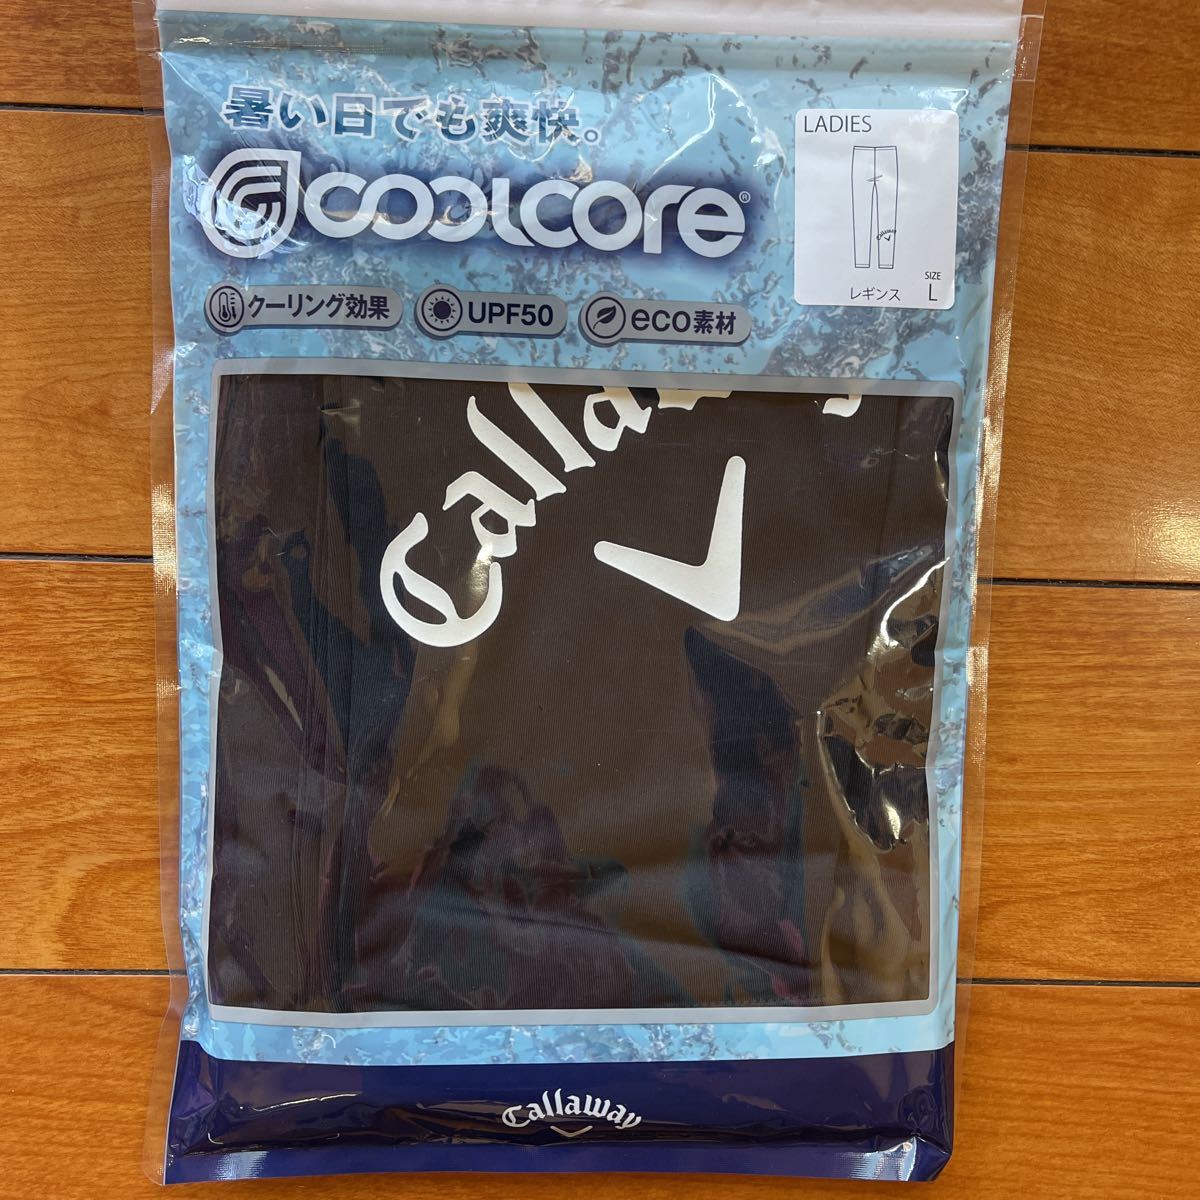 暑い日でも爽快。
COOLCORE®
クーリング効果
UPF50
eco素材
LADIES
Callaway
レギンス
SIZE
L
Callaway
Callaway